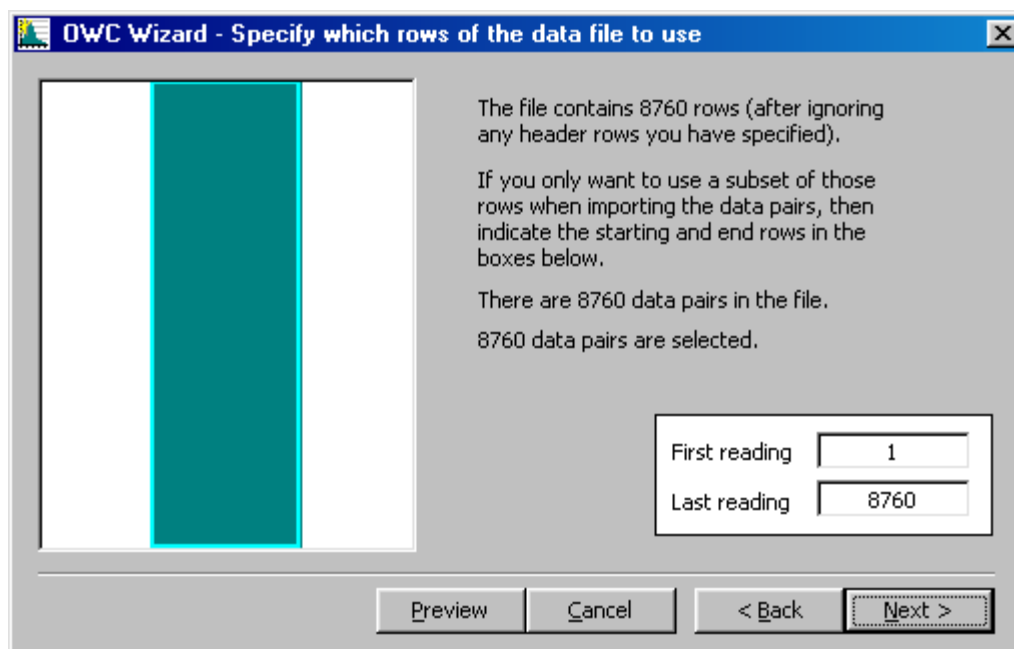 OWC Wizard - Specify which rows of the data file to use
The file contains 8760 rows (after ignoring
any header rows you have specified).
If you only want to use a subset of those
rows when importing the data pairs, then
indicate the starting and end rows in the
boxes below.
There are 8760 data pairs in the file.
8760 data pairs are selected.
First reading 1
Last reading 8760
Preview Cancel < Back Next >